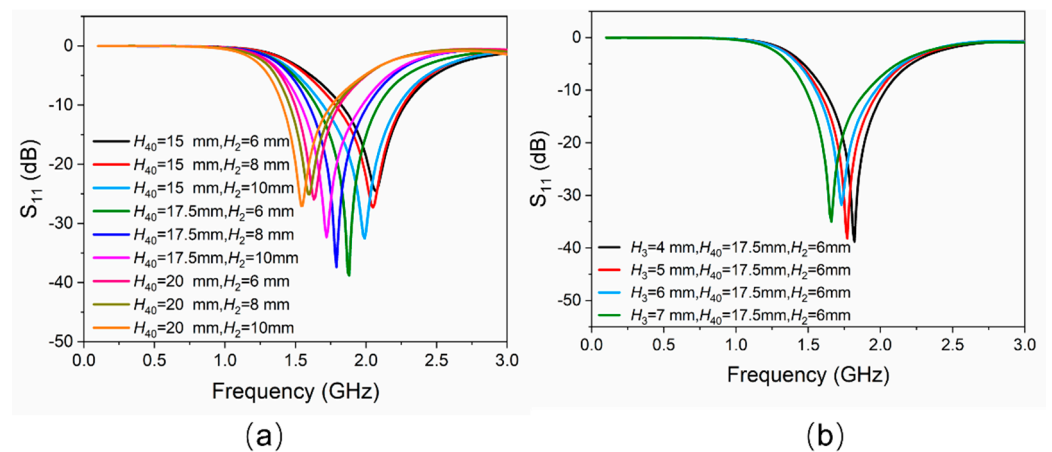 0
-10
-20
-30
-40
-50
S11 (dB)
H40=15 mm,H2=6 mm
H40=15 mm,H2=8 mm
H40=15 mm,H2=10mm
H40=17.5mm,H2=6 mm
H40=17.5mm,H2=8 mm
H40=17.5mm,H2=10mm
H40=20 mm,H2=6 mm
H40=20 mm,H2=8 mm
H40=20 mm,H2=10mm
0.0 0.5 1.0 1.5 2.0 2.5 3.0
Frequency (GHz)
(a)
0
-10
-20
-30
-40
-50
S11 (dB)
H3=4 mm,H40=17.5mm,H2=6mm
H3=5 mm,H40=17.5mm,H2=6mm
H3=6 mm,H40=17.5mm,H2=6mm
H3=7 mm,H40=17.5mm,H2=6mm
0.0 0.5 1.0 1.5 2.0 2.5 3.0
Frequency (GHz)
(b)